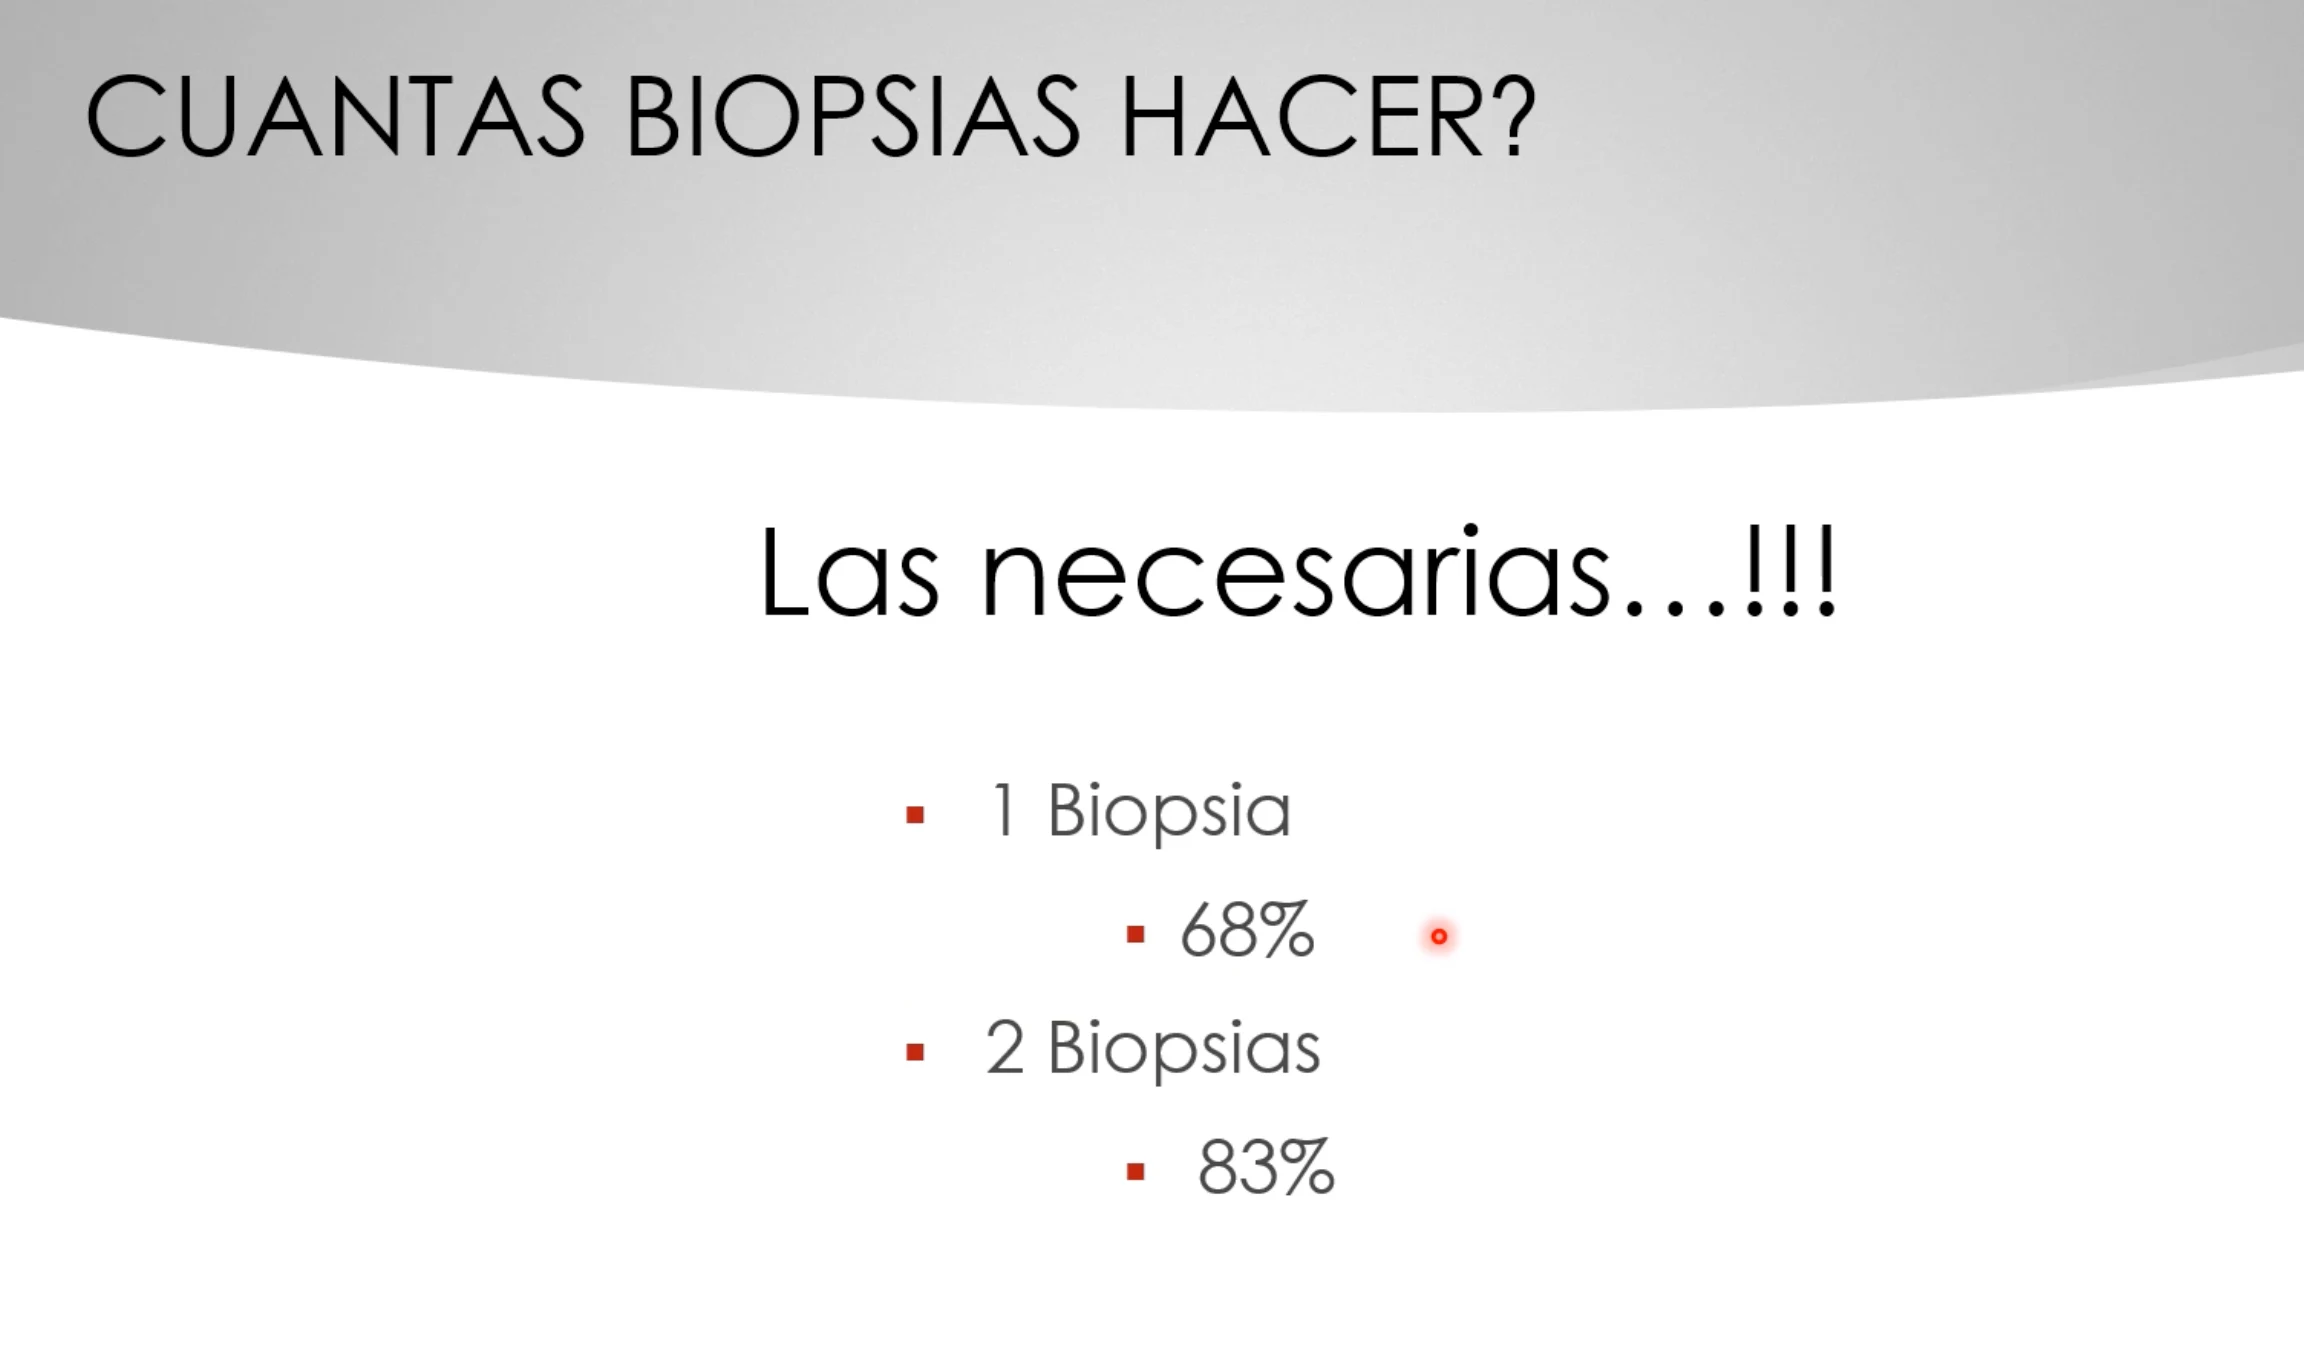 CUANTAS BIOPSIAS HACER?
Las necesarias...!!!
1 Biopsia
68%
2 Biopsias
83%